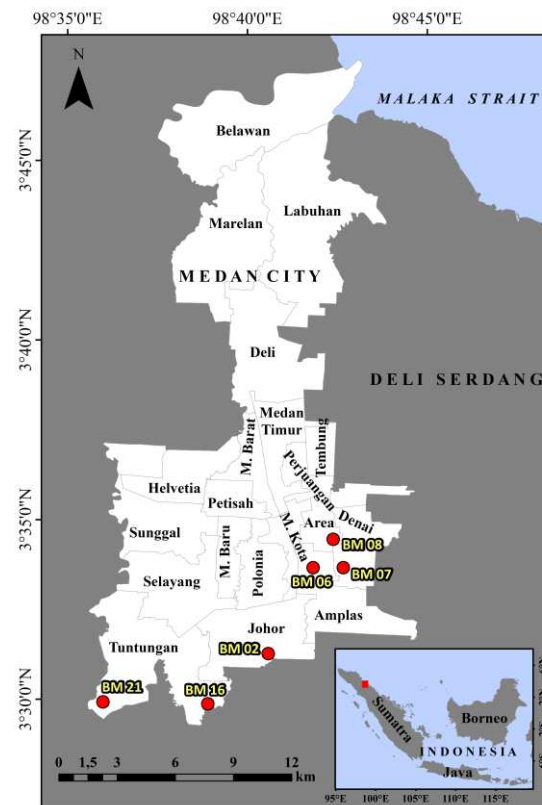 98°35'0"E 98°40'0"E 98°45'0"E
N
MALAKA STRAIT
3°45'0"N
Belawan
Marelan
Labuhan
MEDAN CITY
3°40'0"N
Deli
DELI SERDANG
Medan
Timur
M. Barat
Tembung
Perjuangan
Denai
Helvetia
Petisah
3°35'0"N
Area
Sunggal
M. Baru
Polonia
M. Kota
BM 08
BM 06
BM 07
Selayang
Amplas
Johor
Tuntungan
BM 02
BM 21
BM 16
3°30'0"N
0 1,5 3 6 9 12
km
Sumatra
Borneo
INDONESIA
Java
95°E 100°E 105°E 110°E 115°E